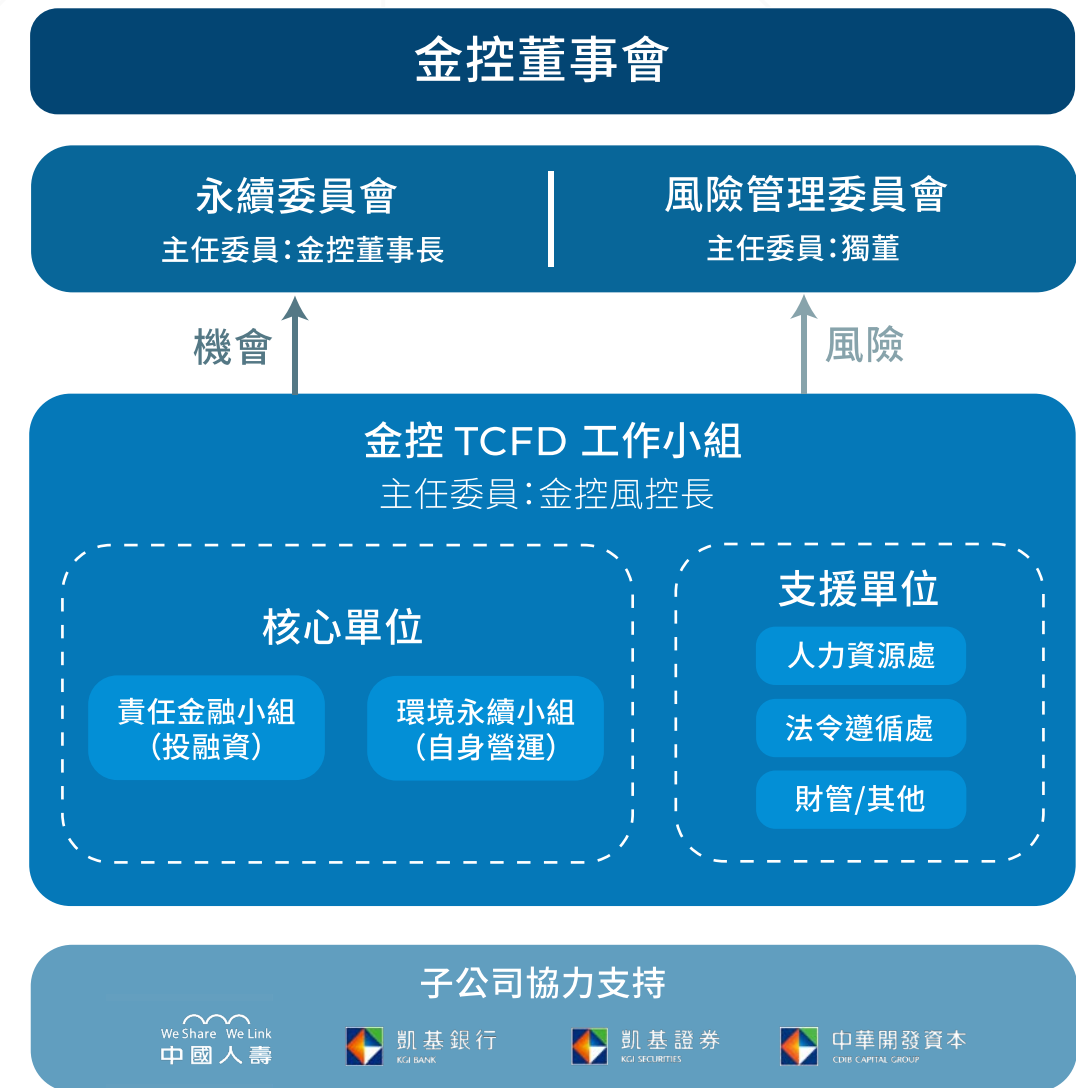 金控董事會
永續委員會
主任委員：金控董事長
風險管理委員會
主任委員：獨董
機會
風險
金控 TCFD 工作小組
主任委員：金控風控長
核心單位
責任金融小組
（投融資）
環境永續小組
（自身營運）
支援單位
人力資源處
法令遵循處
財管/其他
子公司協力支持
We Share We Link
中國人壽
凱基銀行
KGI BANK
凱基證券
KGI SECURITIES
中華開發資本
CDIB CAPITAL GROUP